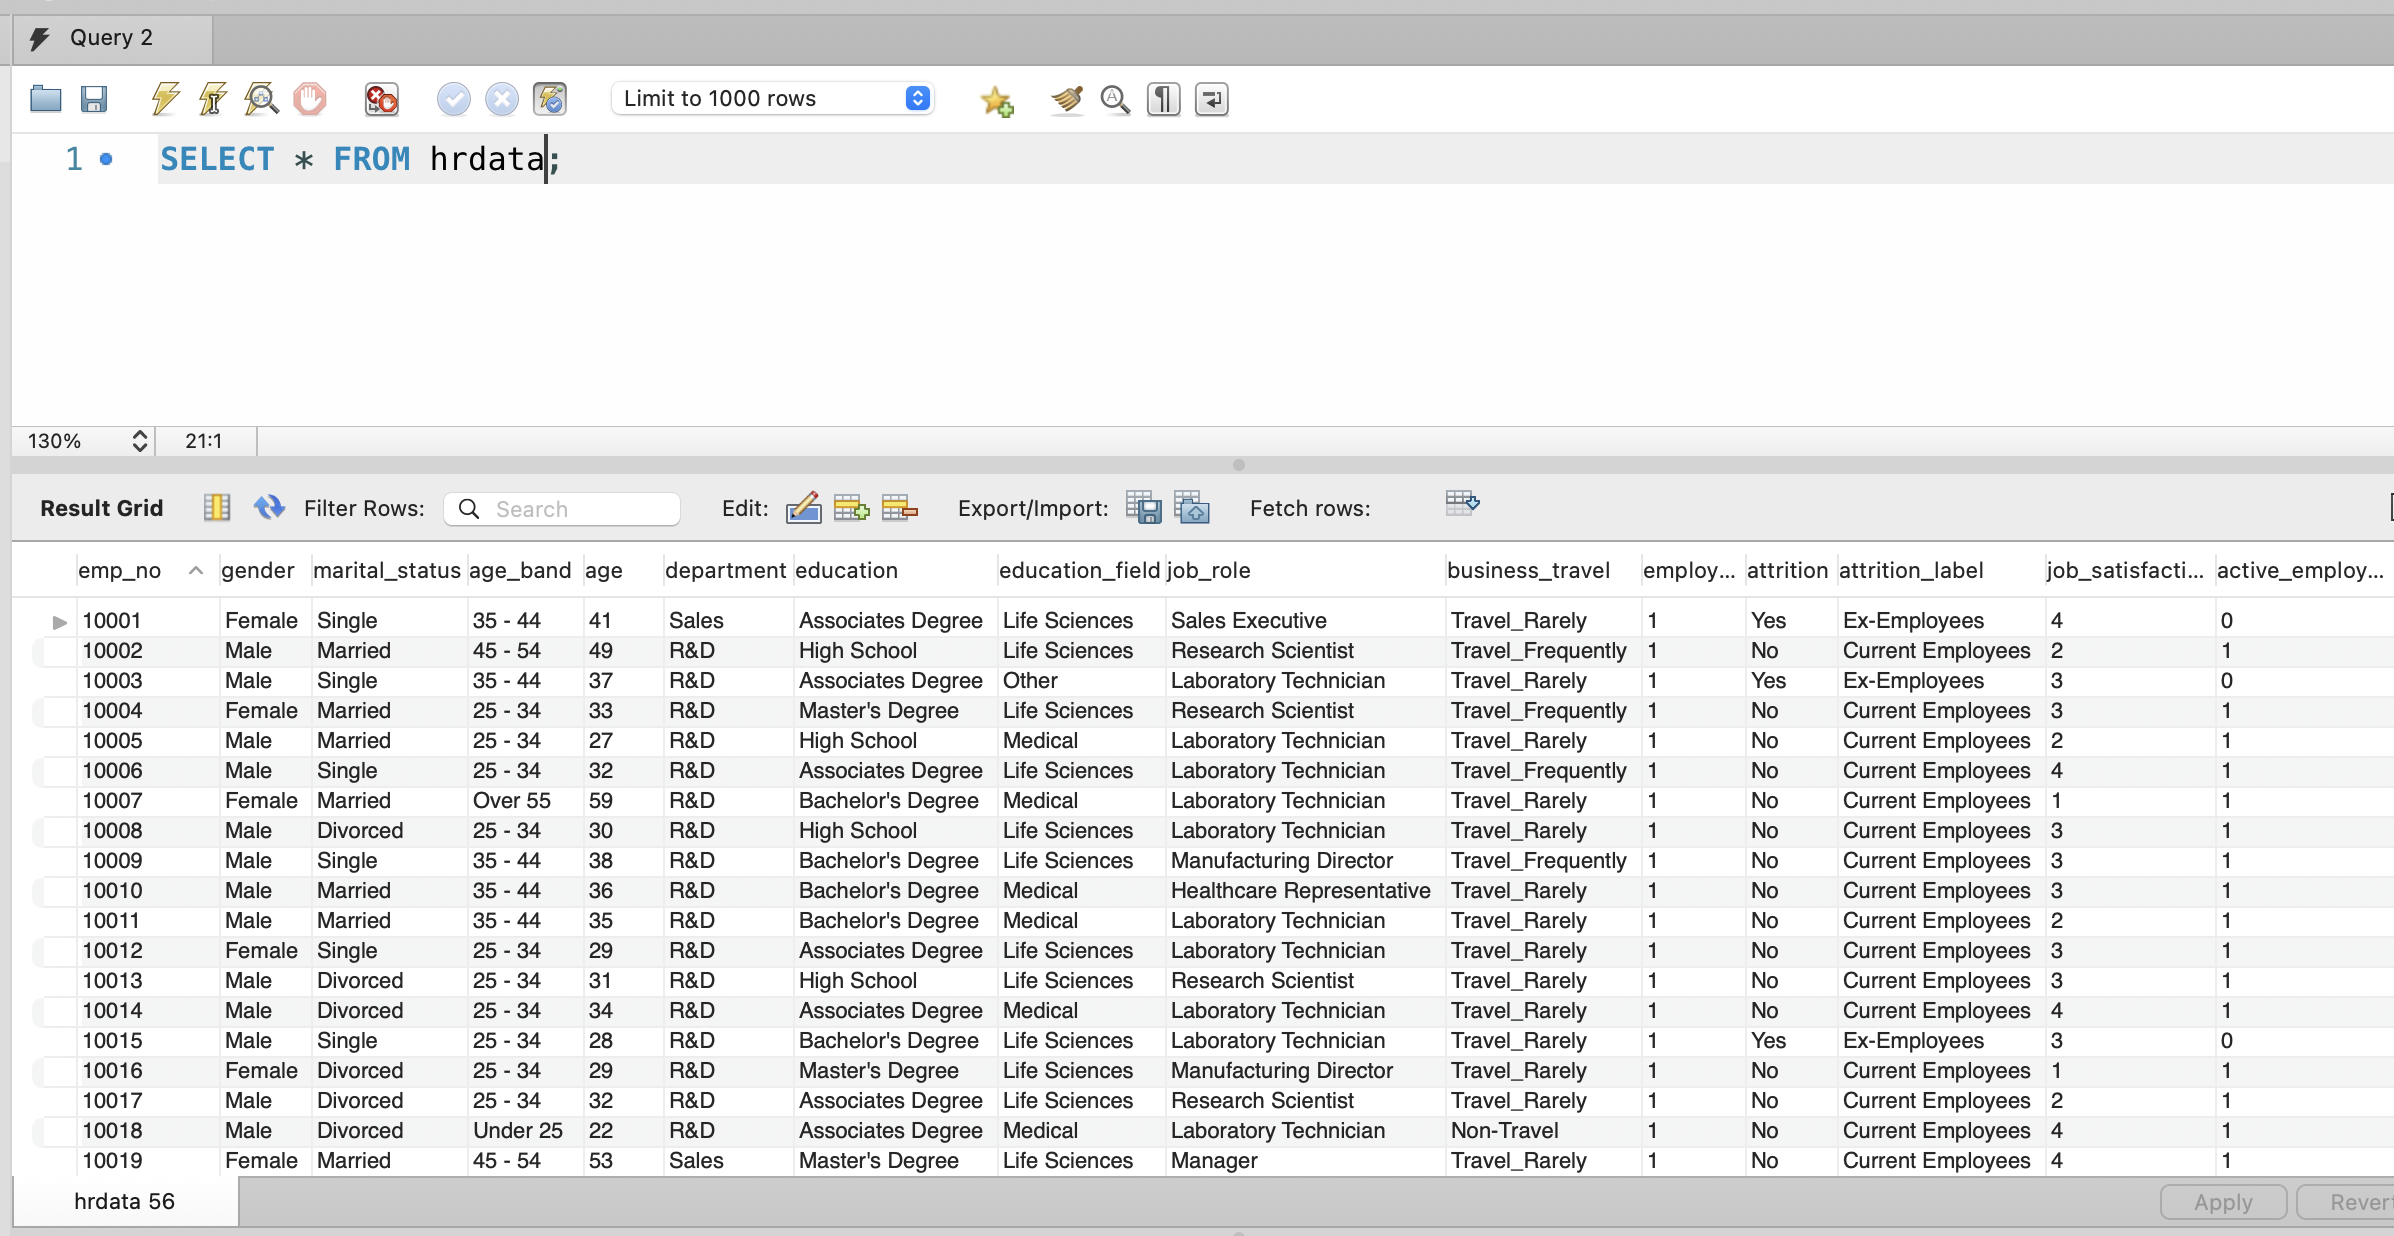 Query 2
Limit to 1000 rows
1 SELECT * FROM hrdata;
130% 21:1
Result Grid Filter Rows: Search Edit: Export/Import: Fetch rows:
emp_no gender marital_status age_band age department education education_field job_role business_travel employ... attrition attrition_label job_satisfacti... active_employ...
10001 Female Single 35 - 44 41 Sales Associates Degree Life Sciences Sales Executive Travel_Rarely 1 Yes Ex-Employees 4 0
10002 Male Married 45 - 54 49 R&D High School Life Sciences Research Scientist Travel_Frequently 1 No Current Employees 2 1
10003 Male Single 35 - 44 37 R&D Associates Degree Other Laboratory Technician Travel_Rarely 1 Yes Ex-Employees 3 0
10004 Female Married 25 - 34 33 R&D Master's Degree Life Sciences Research Scientist Travel_Frequently 1 No Current Employees 3 1
10005 Male Married 25 - 34 27 R&D High School Medical Laboratory Technician Travel_Rarely 1 No Current Employees 2 1
10006 Male Single 25 - 34 32 R&D Associates Degree Life Sciences Laboratory Technician Travel_Frequently 1 No Current Employees 4 1
10007 Female Married Over 55 59 R&D Bachelor's Degree Medical Laboratory Technician Travel_Rarely 1 No Current Employees 1 1
10008 Male Divorced 25 - 34 30 R&D High School Life Sciences Laboratory Technician Travel_Rarely 1 No Current Employees 3 1
10009 Male Single 35 - 44 38 R&D Bachelor's Degree Life Sciences Manufacturing Director Travel_Frequently 1 No Current Employees 3 1
10010 Male Married 35 - 44 36 R&D Bachelor's Degree Medical Healthcare Representative Travel_Rarely 1 No Current Employees 3 1
10011 Male Married 35 - 44 35 R&D Bachelor's Degree Medical Laboratory Technician Travel_Rarely 1 No Current Employees 2 1
10012 Female Single 25 - 34 29 R&D Associates Degree Life Sciences Laboratory Technician Travel_Rarely 1 No Current Employees 3 1
10013 Male Divorced 25 - 34 31 R&D High School Life Sciences Research Scientist Travel_Rarely 1 No Current Employees 3 1
10014 Male Divorced 25 - 34 34 R&D Associates Degree Medical Laboratory Technician Travel_Rarely 1 No Current Employees 4 1
10015 Male Single 25 - 34 28 R&D Bachelor's Degree Life Sciences Laboratory Technician Travel_Rarely 1 Yes Ex-Employees 3 0
10016 Female Divorced 25 - 34 29 R&D Master's Degree Life Sciences Manufacturing Director Travel_Rarely 1 No Current Employees 1 1
10017 Male Divorced 25 - 34 32 R&D Associates Degree Life Sciences Research Scientist Travel_Rarely 1 No Current Employees 2 1
10018 Male Divorced Under 25 22 R&D Associates Degree Medical Laboratory Technician Non-Travel 1 No Current Employees 4 1
10019 Female Married 45 - 54 53 Sales Master's Degree Life Sciences Manager Travel_Rarely 1 No Current Employees 4 1
hrdata 56 Apply Revert